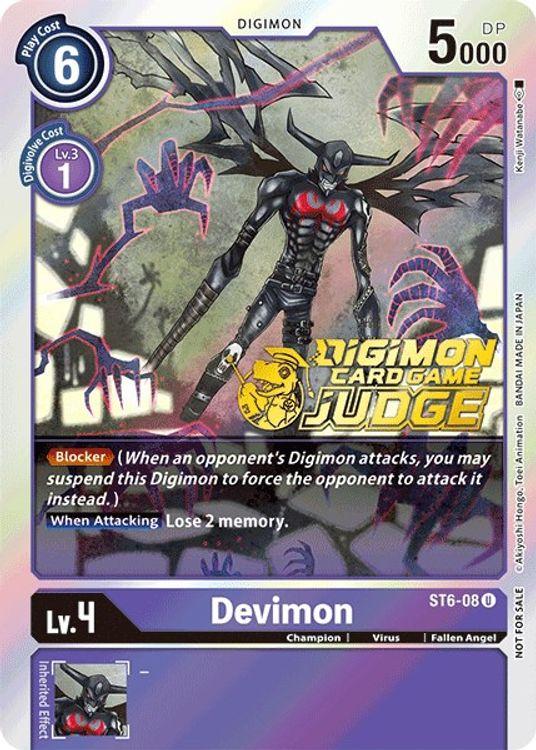 DIGIMON
Play Cost
6
DP
5000
Digivolve Cost
Lv.3
1
Kenji Watanabe
DIGIMON
CARD GAME
JUDGE
Blocker (When an opponent's Digimon attacks, you may
suspend this Digimon to force the opponent to attack it
instead.)
When Attacking Lose 2 memory.
©Akiyoshi Hongo, Toei Animation BANDAI MADE IN JAPAN
NOT FOR SALE
Lv.4
Devimon
ST6-08 U
Champion | Virus | Fallen Angel
Inherited Effect
–